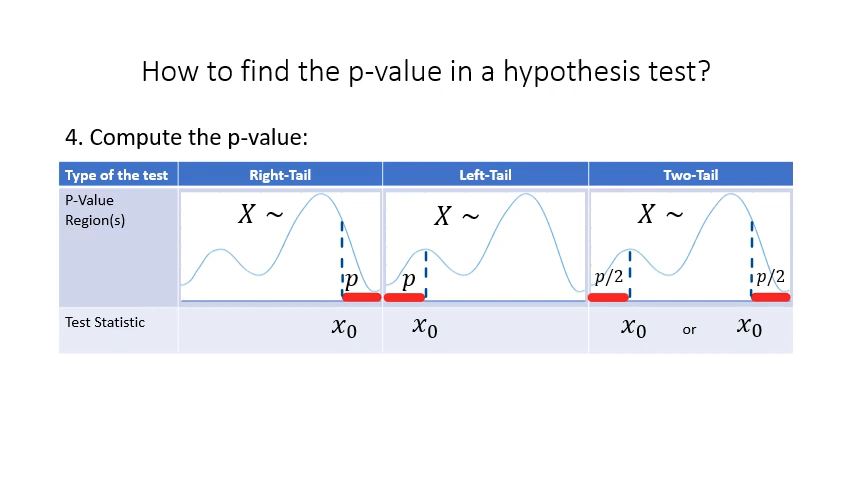 How to find the p-value in a hypothesis test?
4. Compute the p-value:
Type of the test Right-Tail Left-Tail Two-Tail
P-Value
Region(s)
X ~ X ~ X ~
p p p/2 p/2
Test Statistic x₀ x₀ x₀ or x₀